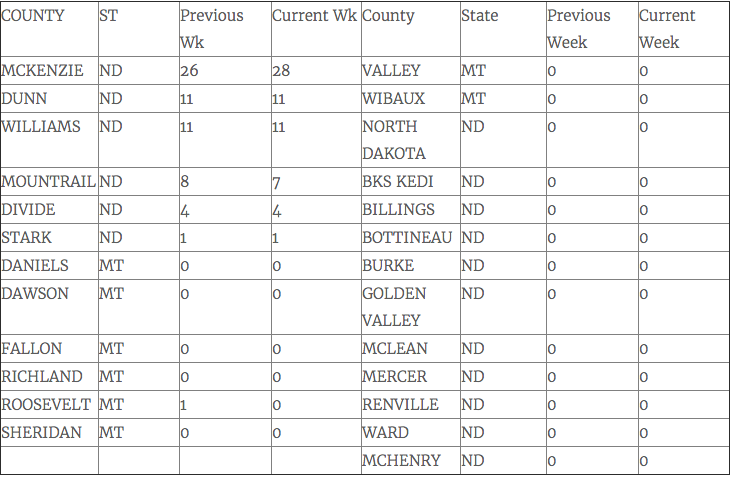 COUNTY ST Previous Wk Current Wk County State Previous Week Current Week
MCKENZIE ND 26 28 VALLEY MT 0 0
DUNN ND 11 11 WIBAUX MT 0 0
WILLIAMS ND 11 11 NORTH DAKOTA ND 0 0
MOUNTRAIL ND 8 7 BKS KEDI ND 0 0
DIVIDE ND 4 4 BILLINGS ND 0 0
STARK ND 1 1 BOTTINEAU ND 0 0
DANIELS MT 0 0 BURKE ND 0 0
DAWSON MT 0 0 GOLDEN VALLEY ND 0 0
FALLON MT 0 0 MCLEAN ND 0 0
RICHLAND MT 0 0 MERCER ND 0 0
ROOSEVELT MT 1 0 RENVILLE ND 0 0
SHERIDAN MT 0 0 WARD ND 0 0
MCHENRY ND 0 0